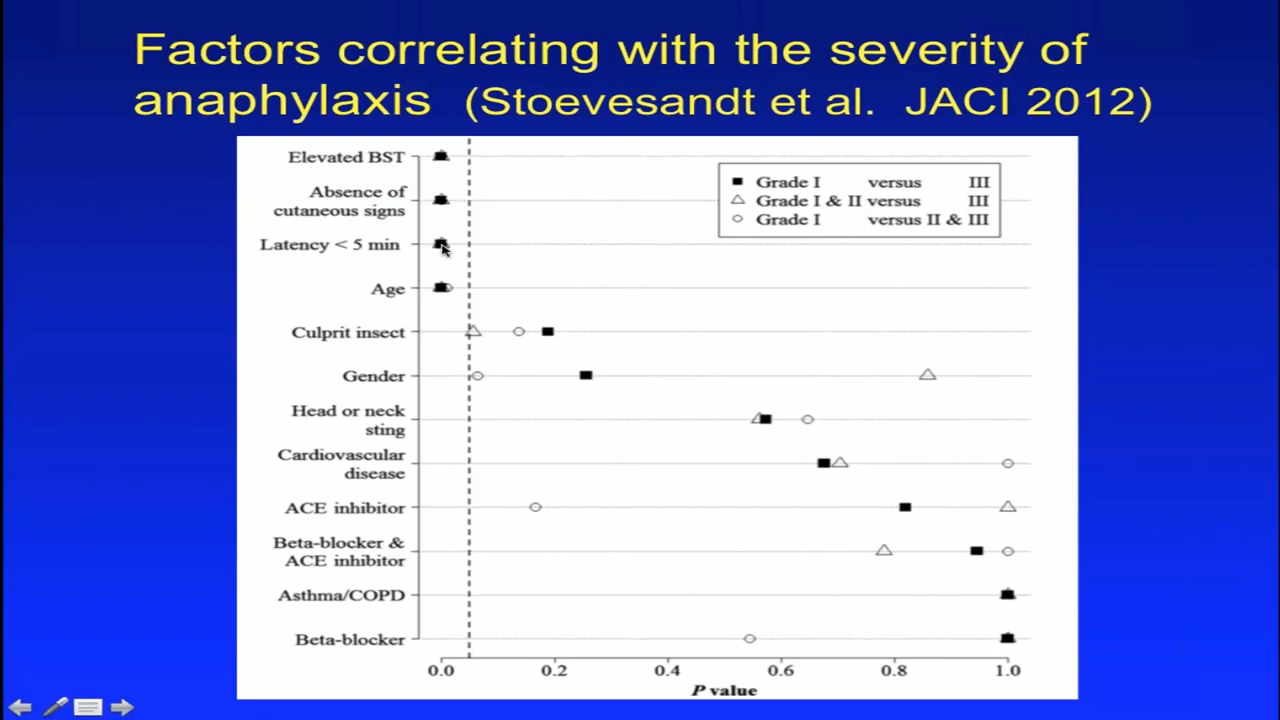 Factors correlating with the severity of
anaphylaxis (Stoevesandt et al. JACI 2012)
Elevated BST
Absence of
cutaneous signs
Latency < 5 min
Age
Culprit insect
Gender
Head or neck
sting
Cardiovascular
disease
ACE inhibitor
Beta-blocker &
ACE inhibitor
Asthma/COPD
Beta-blocker
Grade I versus III
Grade I & II versus III
Grade I versus II & III
0.0 0.2 0.4 0.6 0.8 1.0
P value